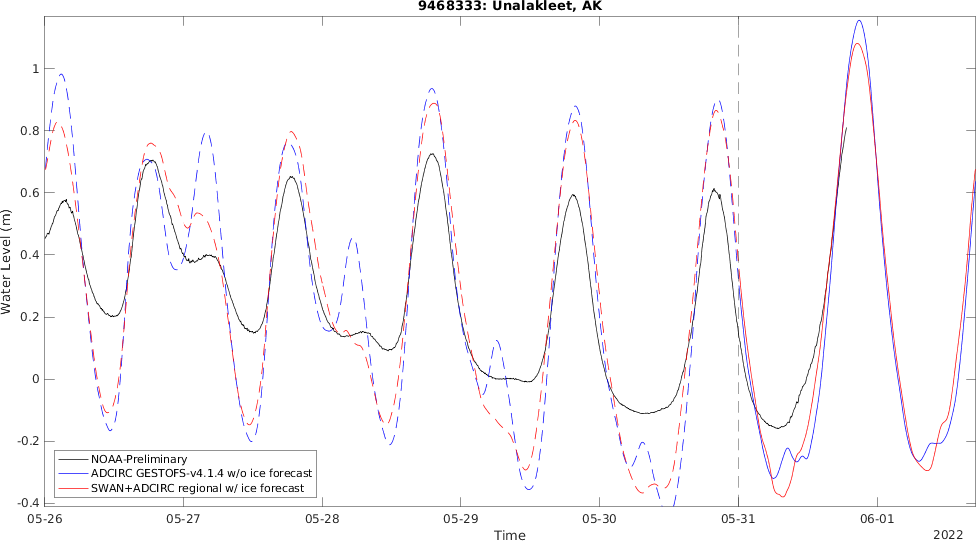 9468333: Unalakleet, AK
Water Level (m)
1
0.8
0.6
0.4
0.2
0
-0.2
-0.4
NOAA-Preliminary
ADCIRC GESTOFS-v4.1.4 w/o ice forecast
SWAN+ADCIRC regional w/ ice forecast
05-26 05-27 05-28 05-29 05-30 05-31 06-01
Time
2022